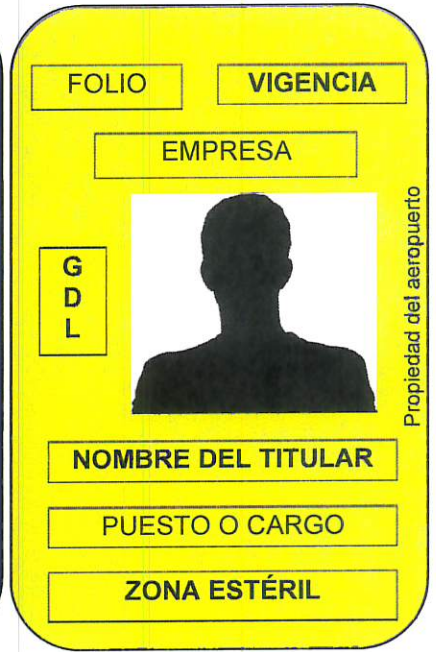 FOLIO VIGENCIA
EMPRESA
G
D
L
Propiedad del aeropuerto
NOMBRE DEL TITULAR
PUESTO O CARGO
ZONA ESTÉRIL